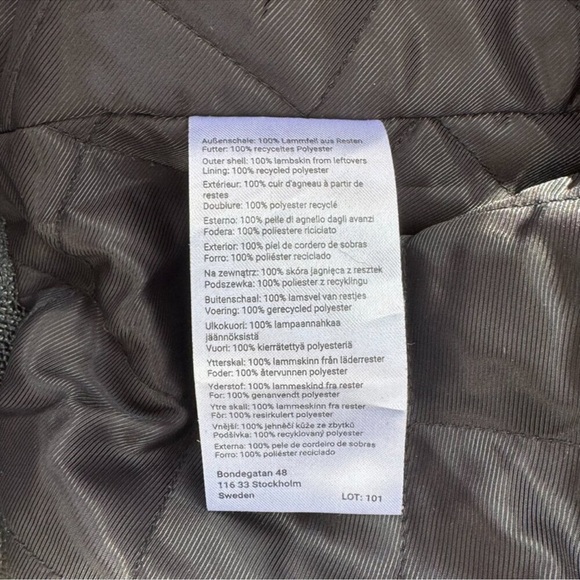 Außenschale: 100% Lammfell aus Resten
Futter: 100% recyceltes Polyester
Outer shell: 100% lambskin from leftovers
Lining: 100% recycled polyester
Extérieur: 100% cuir d'agneau à partir de
restes
Doublure: 100% polyester recyclé
Esterno: 100% pelle di agnello dagli avanzi
Fodera: 100% poliestere riciclato
Exterior: 100% piel de cordero de sobras
Forro: 100% poliéster reciclado
Na zewnątrz: 100% skóra jagnięca z resztek
Podszewka: 100% poliester z recyklingu
Buitenschaal: 100% lamsvel van restjes
Voering: 100% gerecycled polyester
Ulkokuori: 100% lampaannahkaa
jäännöksistä
Vuori: 100% kierrätettyä polyesteriä
Ytterskal: 100% lammskinn från läderrester
Foder: 100% återvunnen polyester
Yderstof: 100% lammeskind fra rester
For: 100% genanvendt polyester
Ytre skall: 100% lammeskinn fra rester
Fôr: 100% resirkulert polyester
Vnější: 100% jehněčí kůže ze zbytků
Podšívka: 100% recyklovaný polyester
Externa: 100% pele de cordeiro de sobras
Forro: 100% poliéster reciclado
Bondegatan 48
116 33 Stockholm
Sweden
LOT: 101